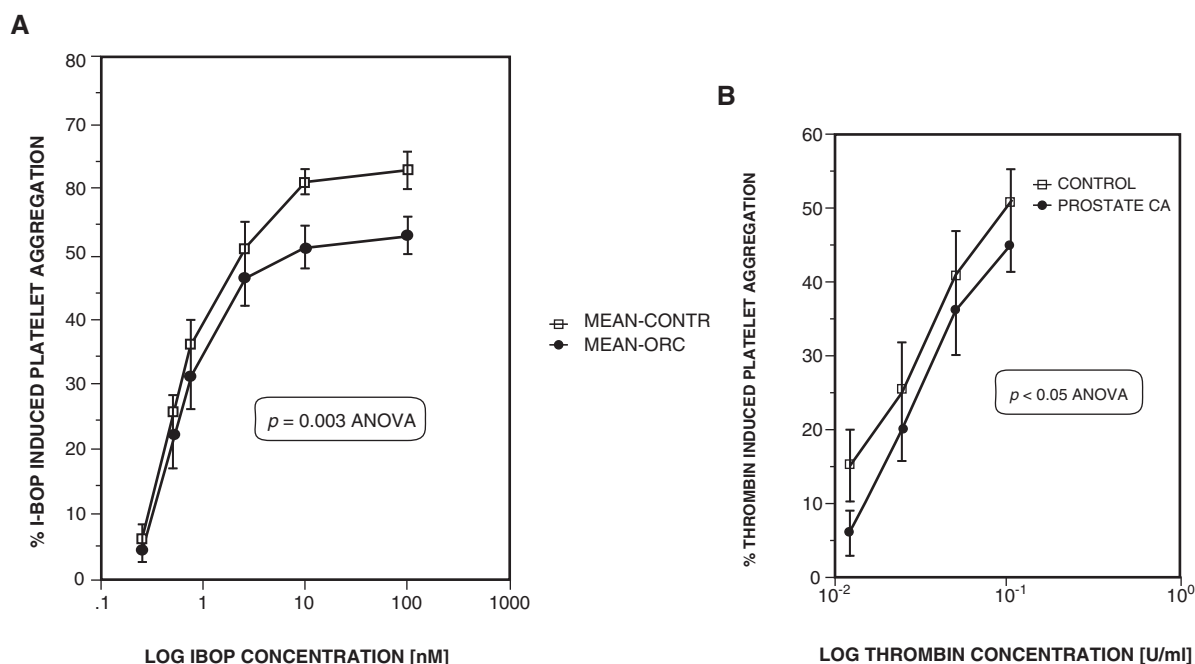 A
80
70
80
50
40
30
20
10
0
.1 1 10 100 1000
% I-BOP INDUCED PLATELET AGGREGATION
LOG IBOP CONCENTRATION [nM]
p = 0.003 ANOVA
MEAN-CONTR
MEAN-ORC
B
60
50
40
30
20
10
0
10⁻² 10⁻¹ 10⁰
% THROMBIN INDUCED PLATELET AGGREGATION
LOG THROMBIN CONCENTRATION [U/ml]
CONTROL
PROSTATE CA
p < 0.05 ANOVA